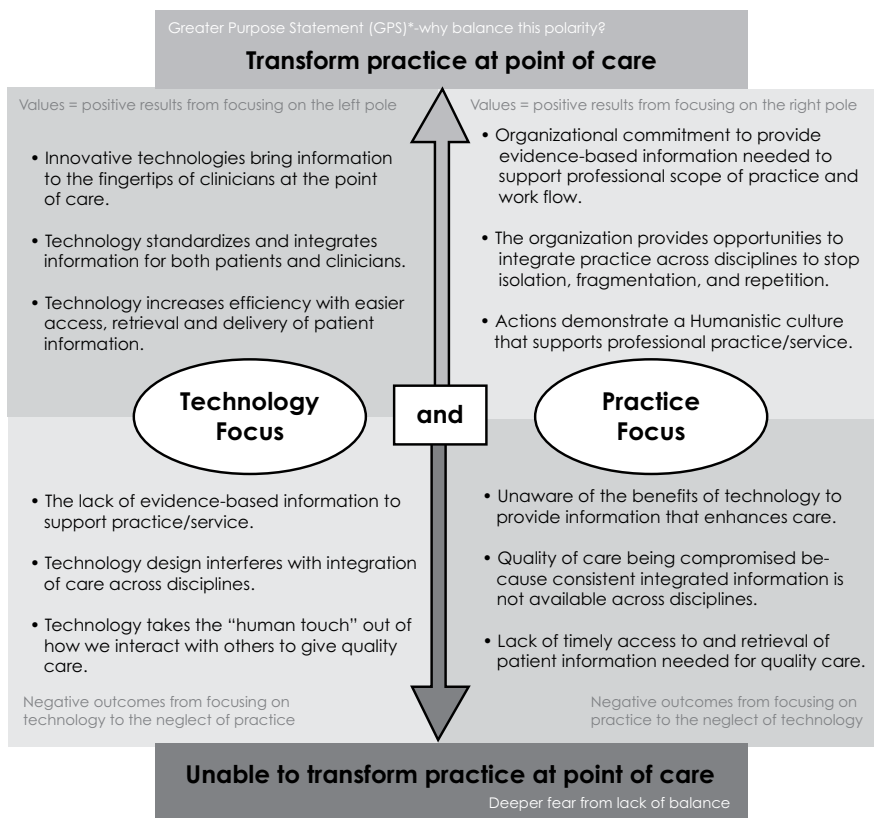 Greater Purpose Statement (GPS)*-why balance this polarity?
Transform practice at point of care
Values = positive results from focusing on the left pole
• Innovative technologies bring information
to the fingertips of clinicians at the point
of care.
• Technology standardizes and integrates
information for both patients and clinicians.
• Technology increases efficiency with easier
access, retrieval and delivery of patient
information.
Values = positive results from focusing on the right pole
• Organizational commitment to provide
evidence-based information needed to
support professional scope of practice and
work flow.
• The organization provides opportunities to
integrate practice across disciplines to stop
isolation, fragmentation, and repetition.
• Actions demonstrate a Humanistic culture
that supports professional practice/service.
Technology
Focus
and
Practice
Focus
• The lack of evidence-based information to
support practice/service.
• Technology design interferes with integration
of care across disciplines.
• Technology takes the “human touch” out of
how we interact with others to give quality
care.
Negative outcomes from focusing on
technology to the neglect of practice
• Unaware of the benefits of technology to
provide information that enhances care.
• Quality of care being compromised be-
cause consistent integrated information is
not available across disciplines.
• Lack of timely access to and retrieval of
patient information needed for quality care.
Negative outcomes from focusing on
practice to the neglect of technology
Unable to transform practice at point of care
Deeper fear from lack of balance